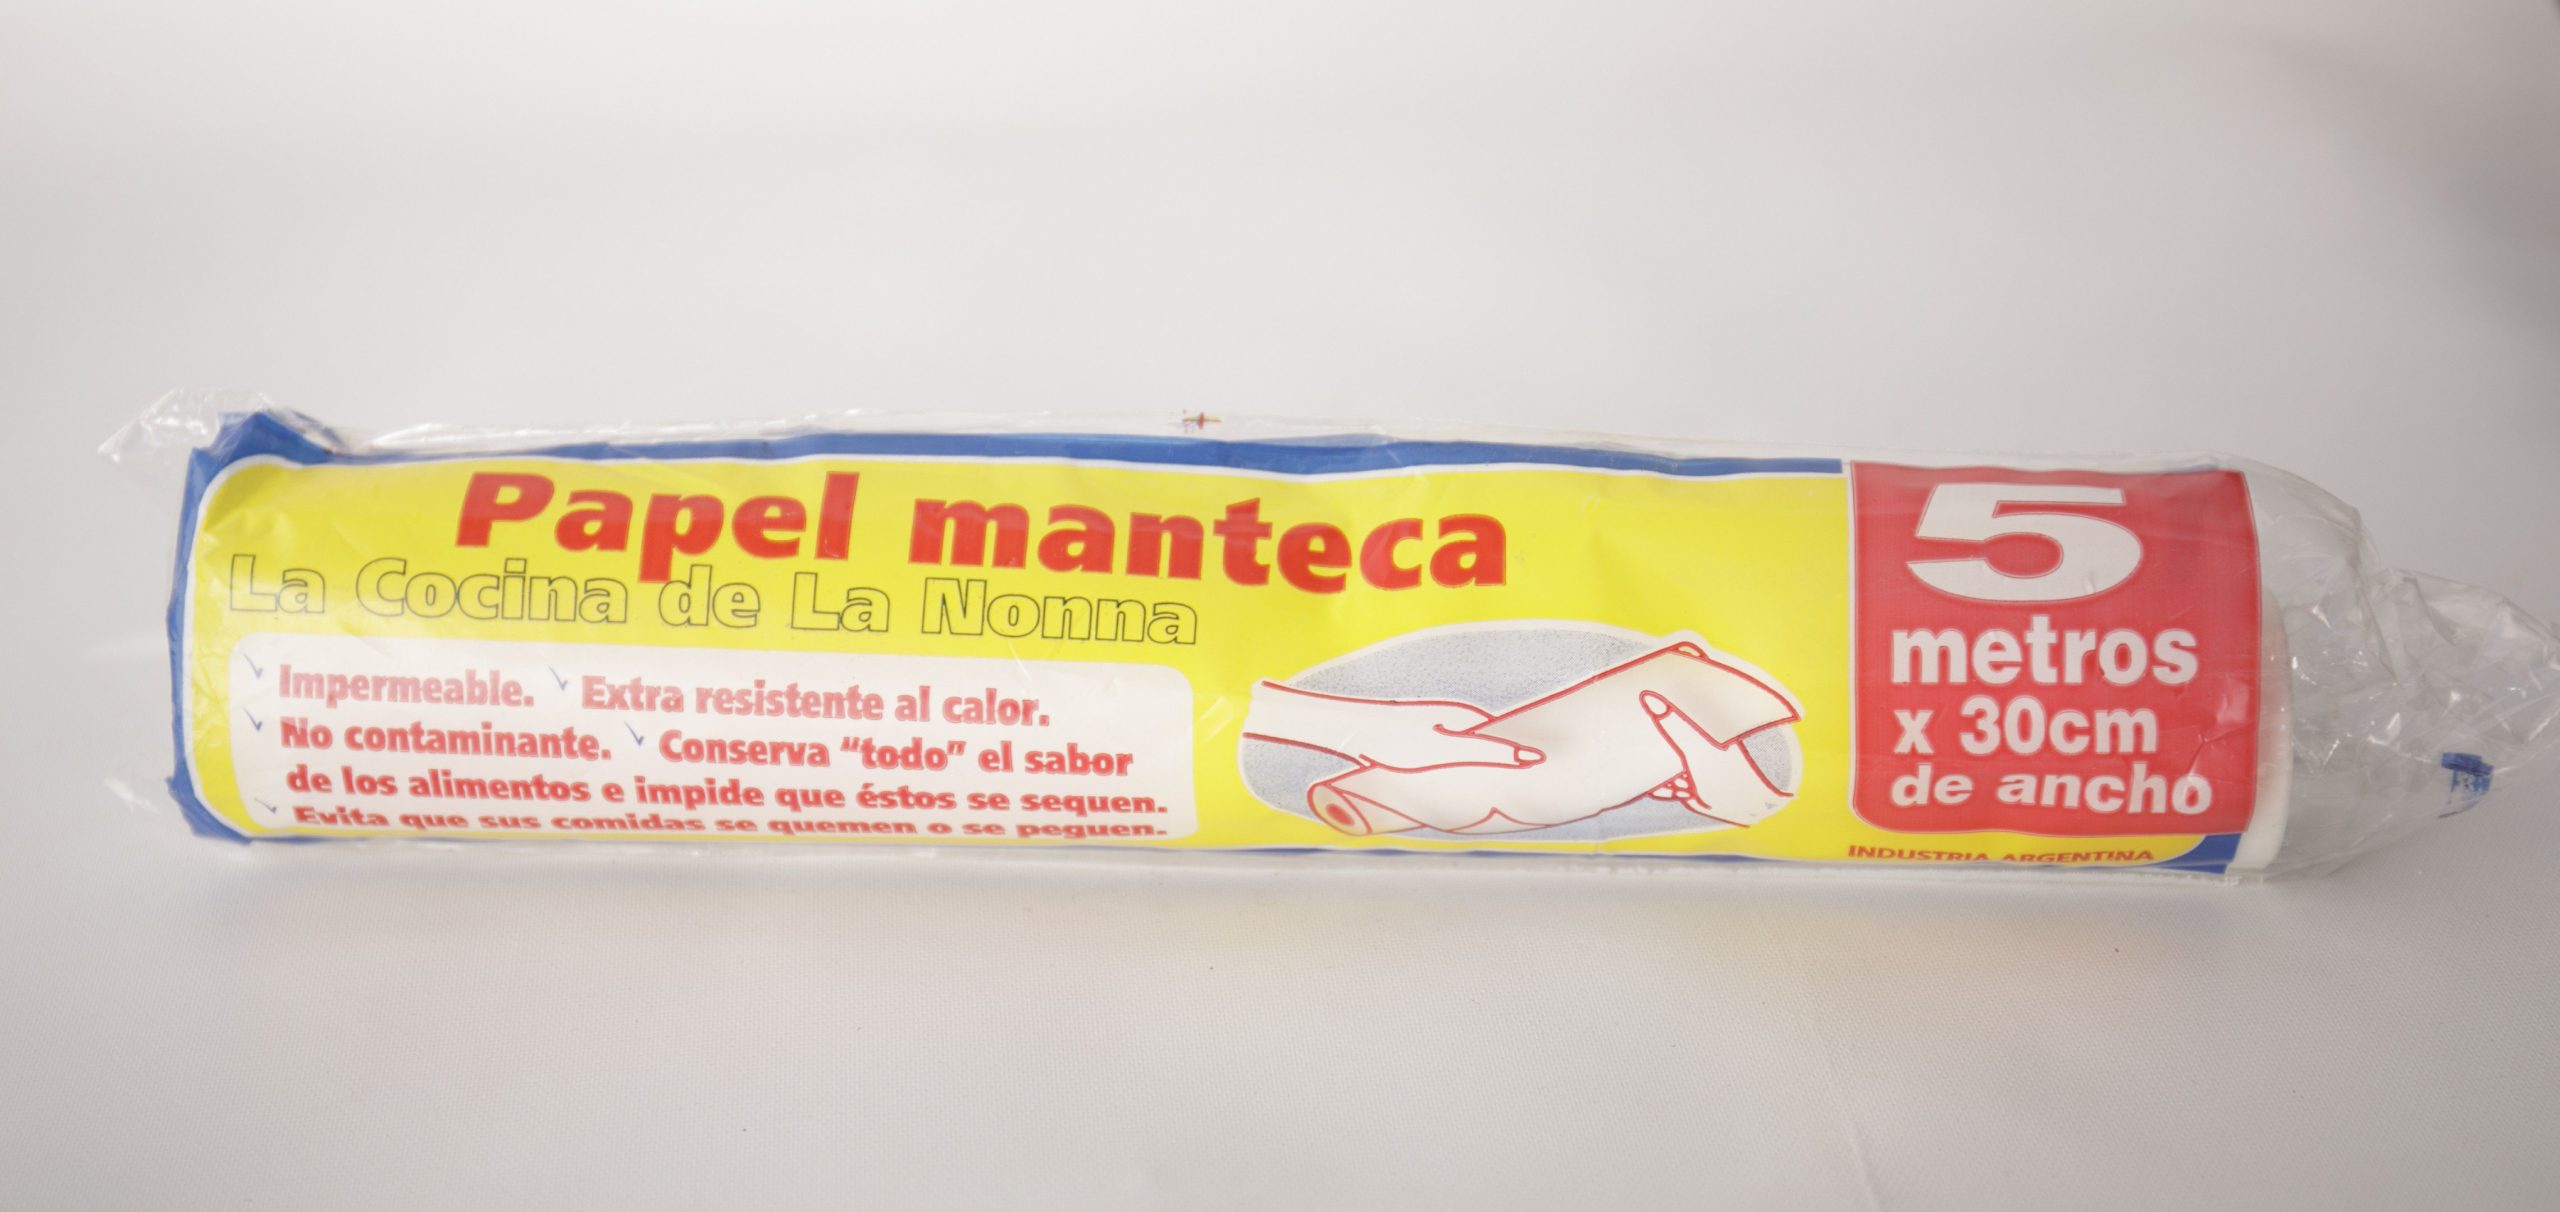 Papel manteca
La Cocina de La Nonna
Impermeable. Extra resistente al calor.
No contaminante. Conserva “todo” el sabor
de los alimentos e impide que éstos se sequen.
Evita que sus comidas se quemen o se peguen.
5
metros
x 30cm
de ancho
INDUSTRIA ARGENTINA